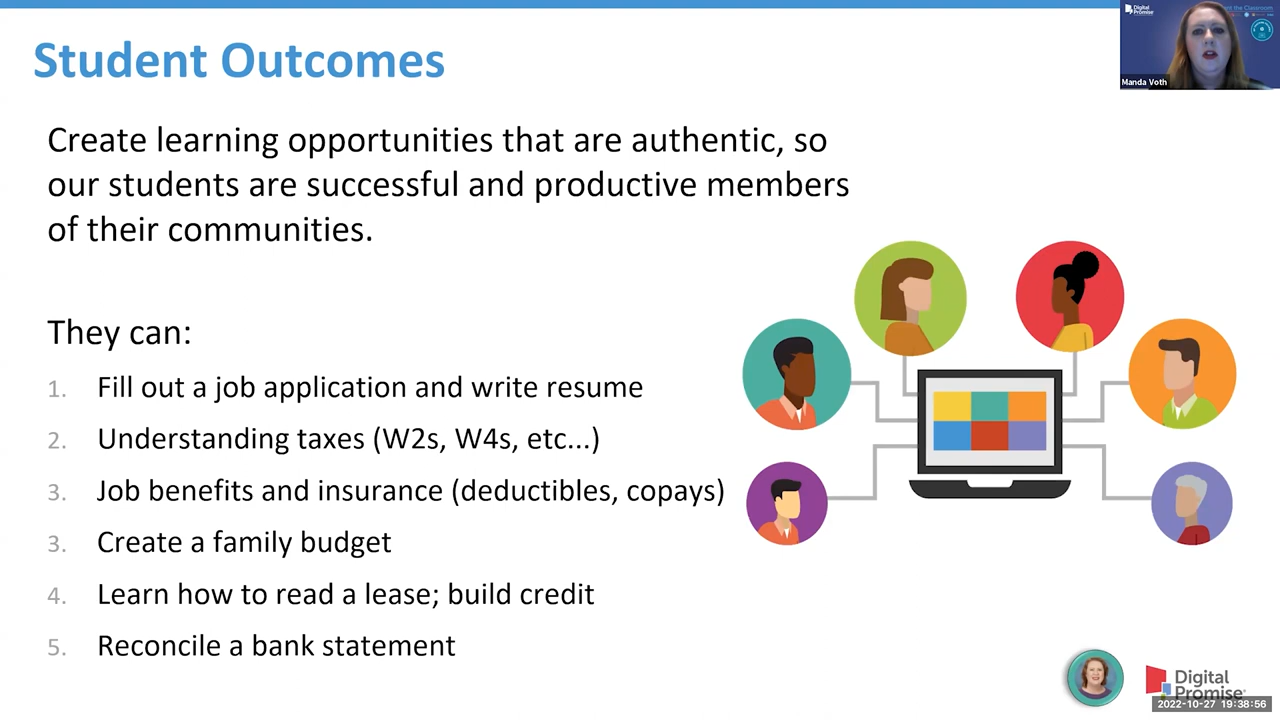 Student Outcomes
Create learning opportunities that are authentic, so
our students are successful and productive members
of their communities.
They can:
1. Fill out a job application and write resume
2. Understanding taxes (W2s, W4s, etc...)
3. Job benefits and insurance (deductibles, copays)
3. Create a family budget
4. Learn how to read a lease; build credit
5. Reconcile a bank statement
Digital
Promise
Manda Voth
Digital
Promise
2022-10-27 19:38:56